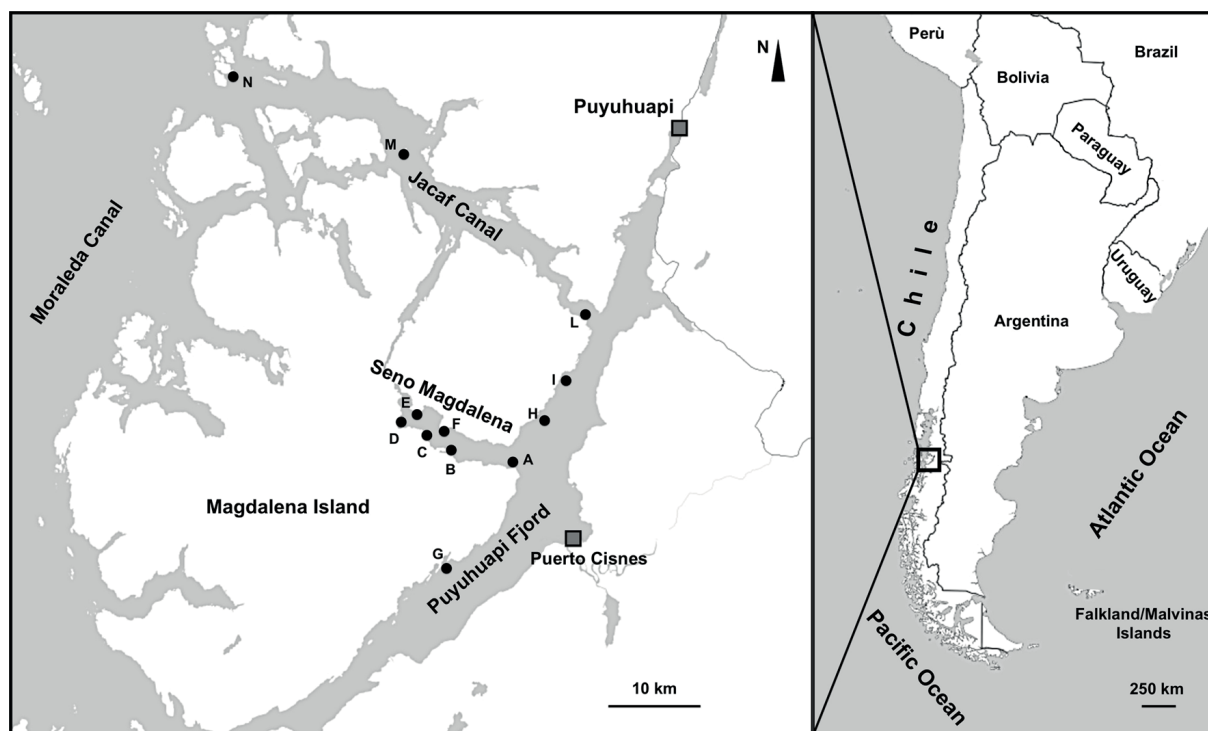 N
N
Puyuhuapi
M
Jacaf Canal
Moraleda Canal
L
I
Seno Magdalena
E
H
D
F
C
B
A
Magdalena Island
Puyuhuapi Fjord
G
Puerto Cisnes
10 km
Perù
Brazil
Bolivia
Paraguay
Chile
Uruguay
Argentina
Atlantic Ocean
Falkland/Malvinas
Islands
Pacific Ocean
250 km